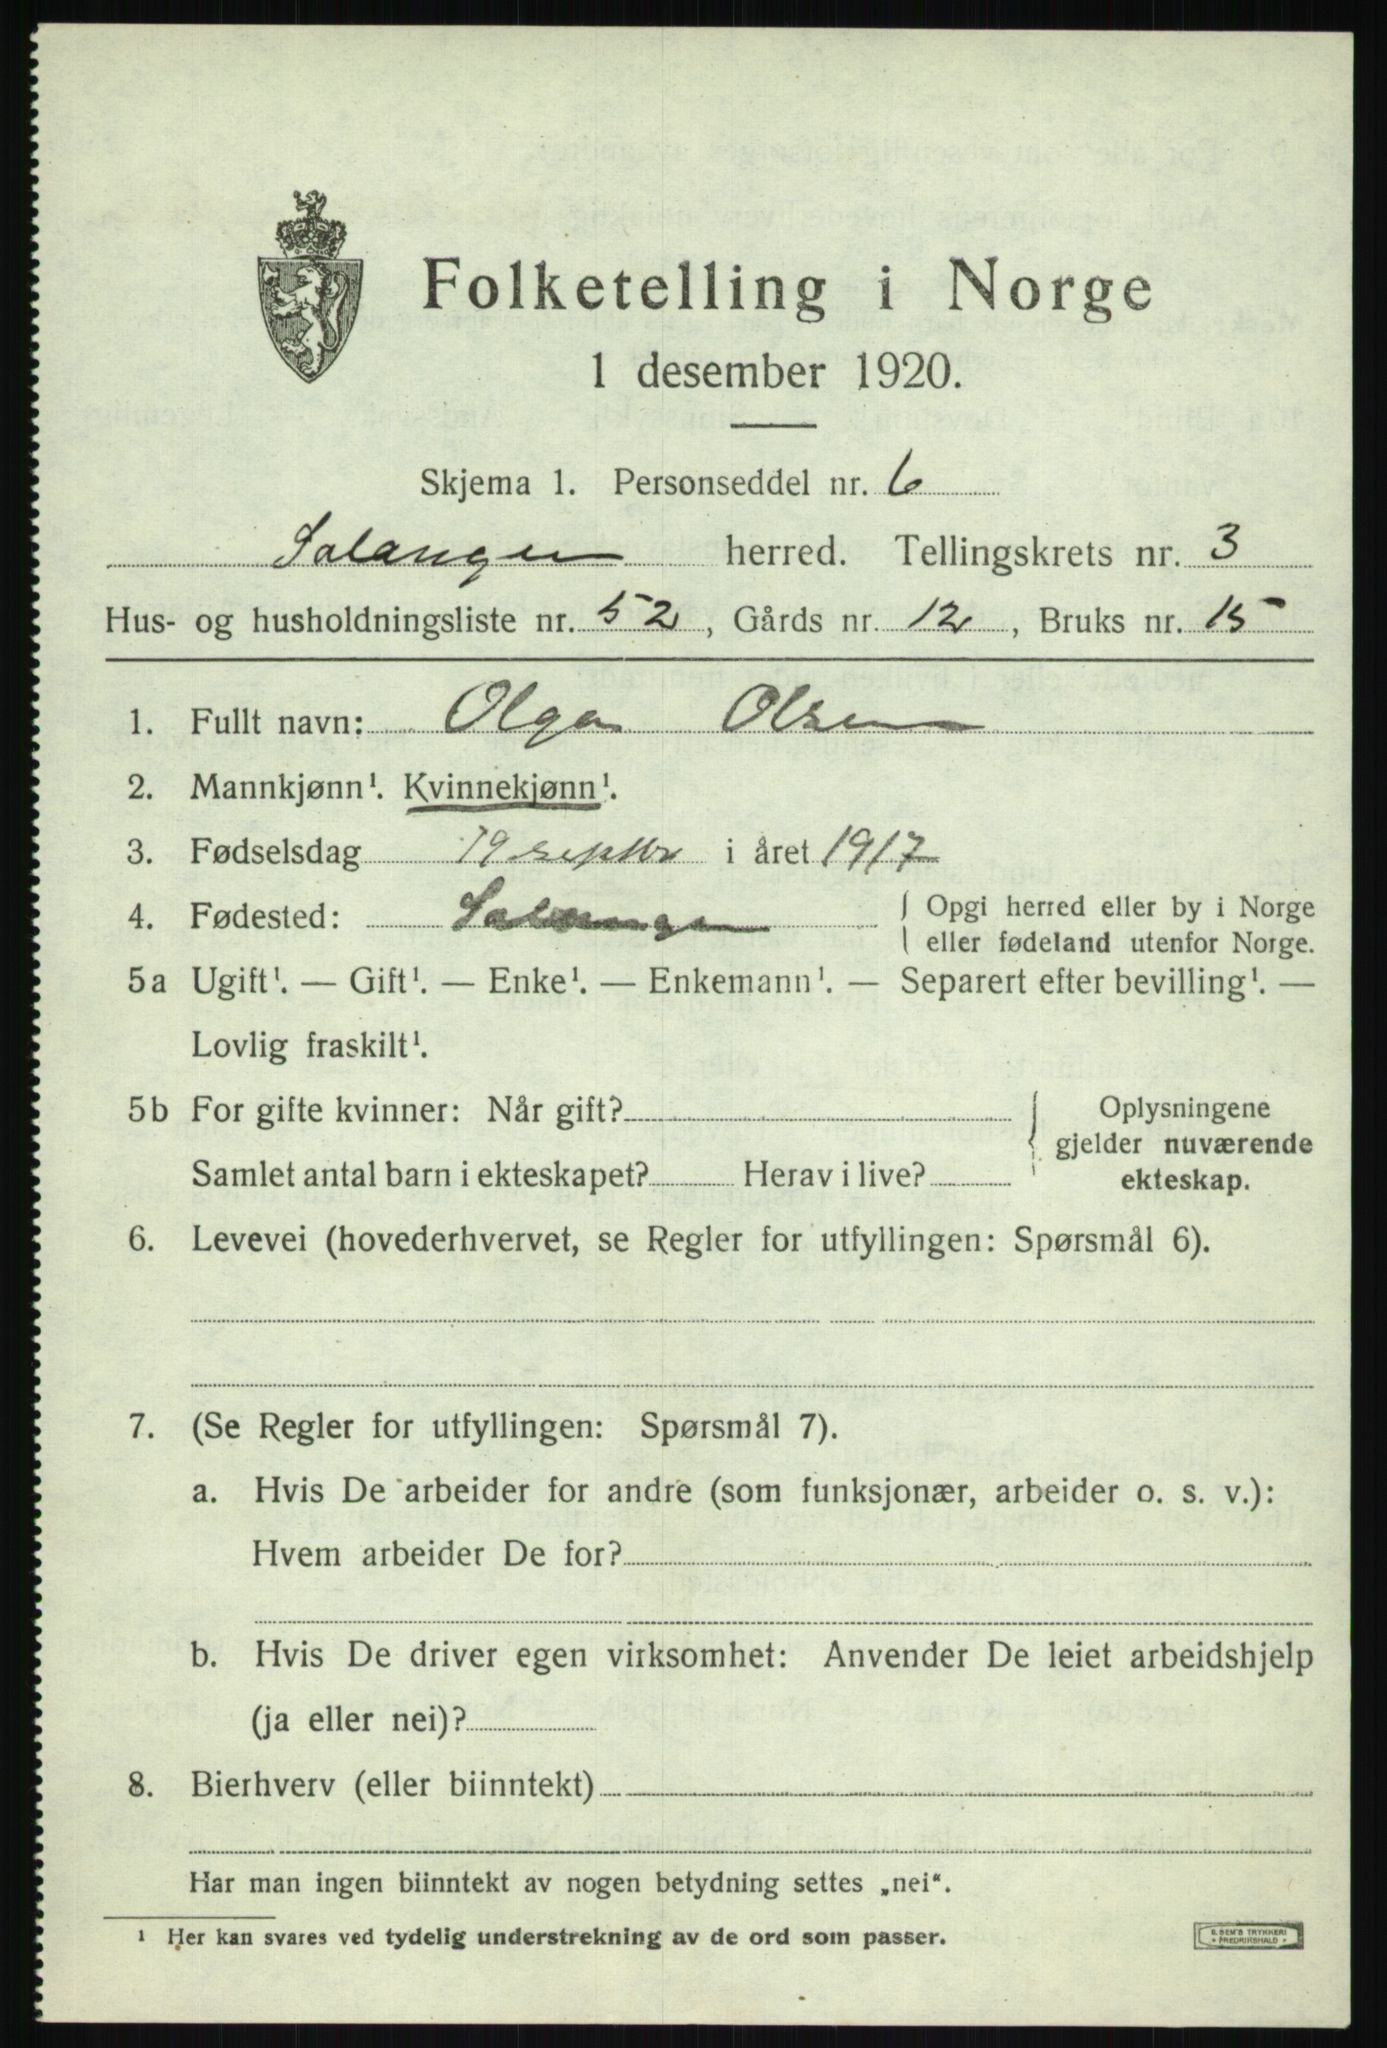 Folketelling i Norge
1 desember 1920.
Skjema 1. Personseddel nr. 6
Salangen herred. Tellingskrets nr. 3
Hus- og husholdningsliste nr. 52, Gårds nr. 12, Bruks nr. 15
1. Fullt navn: Olga Olsen
2. Mannkjønn¹. Kvinnekjønn¹.
3. Fødselsdag 19 septbr i året 1917
4. Fødested: Salangen { Opgi herred eller by i Norge
eller fødeland utenfor Norge.
5a Ugift¹. — Gift¹. — Enke¹. — Enkemann¹. — Separert efter bevilling¹. —
Lovlig fraskilt¹.
5b For gifte kvinner: Når gift? { Oplysningene
gjelder nuværende
Samlet antal barn i ekteskapet? Herav i live? ekteskap.
6. Levevei (hovederhvervet, se Regler for utfyllingen: Spørsmål 6).
7. (Se Regler for utfyllingen: Spørsmål 7).
a. Hvis De arbeider for andre (som funksjonær, arbeider o. s. v.):
Hvem arbeider De for?
b. Hvis De driver egen virksomhet: Anvender De leiet arbeidshjelp
(ja eller nei)?
8. Bierhverv (eller biinntekt)
Har man ingen biinntekt av nogen betydning settes „nei“.
¹ Her kan svares ved tydelig understrekning av de ord som passer.
E. SEM'S TRYKKERI
FREDRIKSHALD